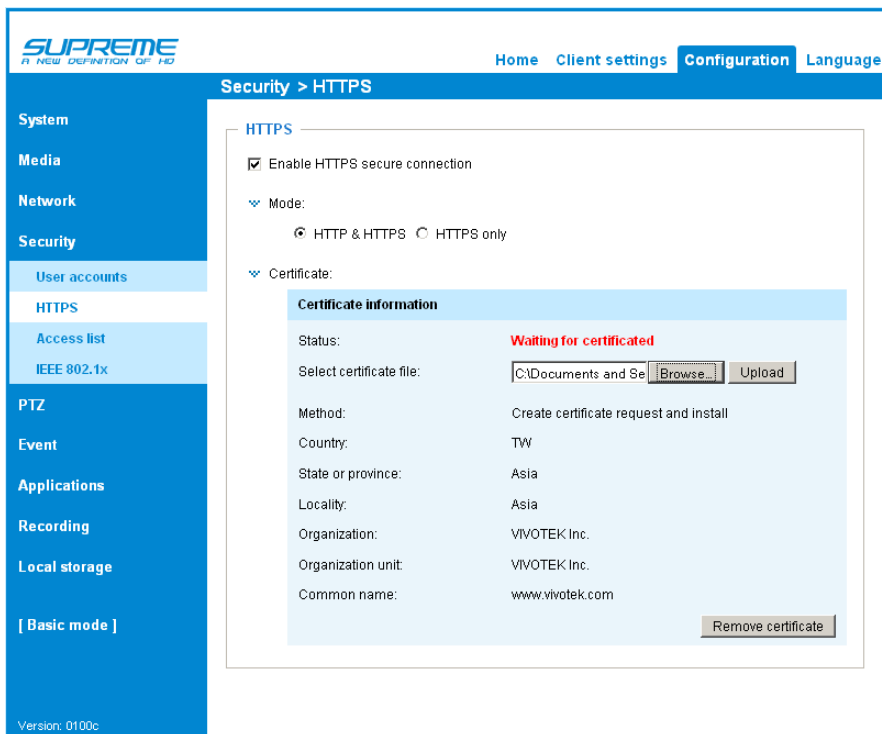 SUPREME
A NEW DEFINITION OF HD
Home Client settings Configuration Language
Security > HTTPS
System
Media
Network
Security
User accounts
HTTPS
Access list
IEEE 802.1x
PTZ
Event
Applications
Recording
Local storage
[ Basic mode ]
Version: 0100c
HTTPS
Enable HTTPS secure connection
Mode:
HTTP & HTTPS HTTPS only
Certificate:
Certificate information
Status: Waiting for certificated
Select certificate file: C:\Documents and Se Browse... Upload
Method: Create certificate request and install
Country: TW
State or province: Asia
Locality: Asia
Organization: VIVOTEK Inc.
Organization unit: VIVOTEK Inc.
Common name: www.vivotek.com
Remove certificate